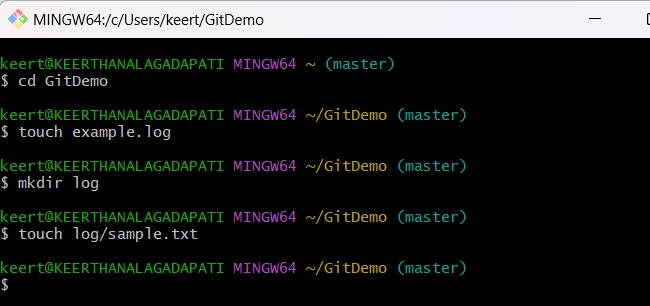 MINGW64:/c/Users/keert/GitDemo
keert@KEERTHANALAGADAPATI MINGW64 ~ (master)
$ cd GitDemo
keert@KEERTHANALAGADAPATI MINGW64 ~/GitDemo (master)
$ touch example.log
keert@KEERTHANALAGADAPATI MINGW64 ~/GitDemo (master)
$ mkdir log
keert@KEERTHANALAGADAPATI MINGW64 ~/GitDemo (master)
$ touch log/sample.txt
keert@KEERTHANALAGADAPATI MINGW64 ~/GitDemo (master)
$